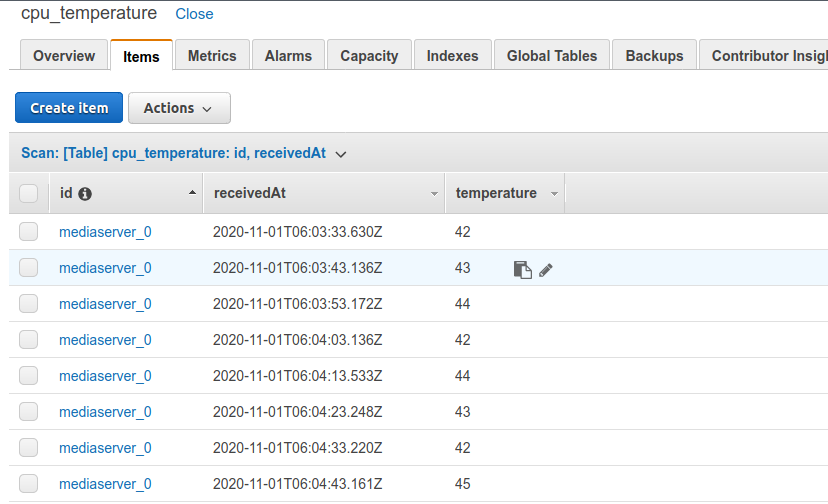 cpu_temperature Close
Overview Items Metrics Alarms Capacity Indexes Global Tables Backups Contributor Insigh
Create item Actions
Scan: [Table] cpu_temperature: id, receivedAt
id receivedAt temperature
mediaserver_0 2020-11-01T06:03:33.630Z 42
mediaserver_0 2020-11-01T06:03:43.136Z 43
mediaserver_0 2020-11-01T06:03:53.172Z 44
mediaserver_0 2020-11-01T06:04:03.136Z 42
mediaserver_0 2020-11-01T06:04:13.533Z 44
mediaserver_0 2020-11-01T06:04:23.248Z 43
mediaserver_0 2020-11-01T06:04:33.220Z 42
mediaserver_0 2020-11-01T06:04:43.161Z 45